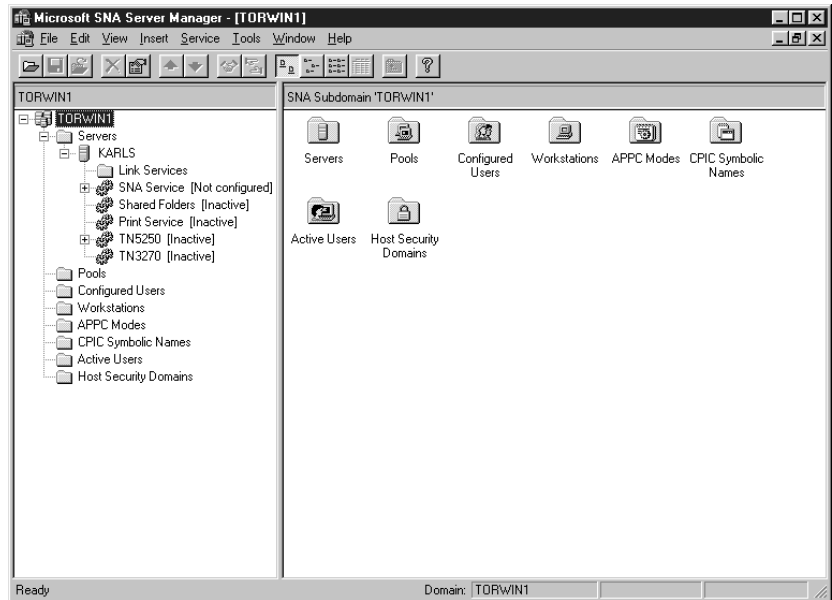 Microsoft SNA Server Manager - [TORWIN1]
File Edit View Insert Service Tools Window Help
TORWIN1
SNA Subdomain 'TORWIN1'
TORWIN1
Servers
KARLS
Link Services
SNA Service [Not configured]
Shared Folders [Inactive]
Print Service [Inactive]
TN5250 [Inactive]
TN3270 [Inactive]
Pools
Configured Users
Workstations
APPC Modes
CPIC Symbolic Names
Active Users
Host Security Domains
Servers
Pools
Configured
Users
Workstations
APPC Modes
CPIC Symbolic
Names
Active Users
Host Security
Domains
Ready
Domain: TORWIN1